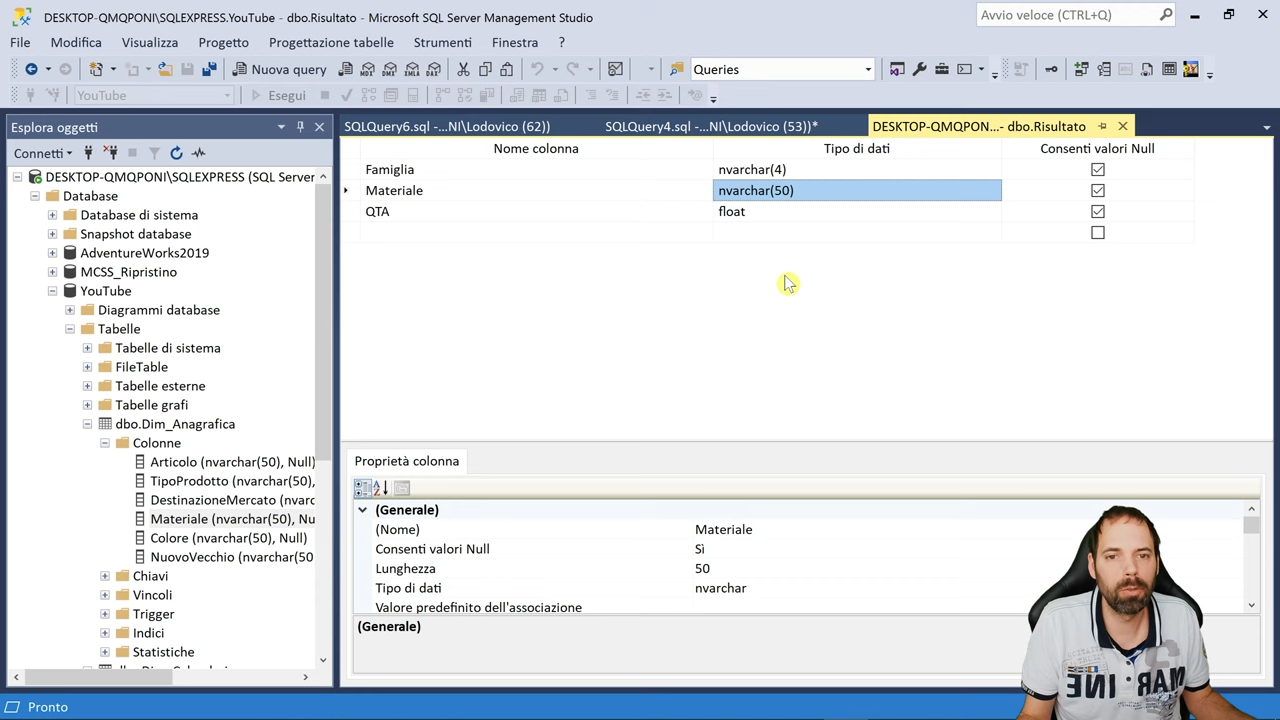 DESKTOP-QMQPONI\SQLEXPRESS.YouTube - dbo.Risultato - Microsoft SQL Server Management Studio
Avvio veloce (CTRL+Q)
File Modifica Visualizza Progetto Progettazione tabelle Strumenti Finestra ?
Nuova query MDX DMX XMLA DAX Queries
YouTube Esegui
Esplora oggetti
SQLQuery6.sql -...NI\Lodovico (62)) SQLQuery4.sql -...NI\Lodovico (53))* DESKTOP-QMQPON...- dbo.Risultato
Connetti
DESKTOP-QMQPONI\SQLEXPRESS (SQL Server
Database
Database di sistema
Snapshot database
AdventureWorks2019
MCSS_Ripristino
YouTube
Diagrammi database
Tabelle
Tabelle di sistema
FileTable
Tabelle esterne
Tabelle grafi
dbo.Dim_Anagrafica
Colonne
Articolo (nvarchar(50), Null)
TipoProdotto (nvarchar(50),
DestinazioneMercato (nvarc
Materiale (nvarchar(50), Nu
Colore (nvarchar(50), Null)
NuovoVecchio (nvarchar(50
Chiavi
Vincoli
Trigger
Indici
Statistiche
Nome colonna Tipo di dati Consenti valori Null
Famiglia nvarchar(4)
Materiale nvarchar(50)
QTA float
Proprietà colonna
(Generale)
(Nome) Materiale
Consenti valori Null Sì
Lunghezza 50
Tipo di dati nvarchar
Valore predefinito dell'associazione
(Generale)
Pronto